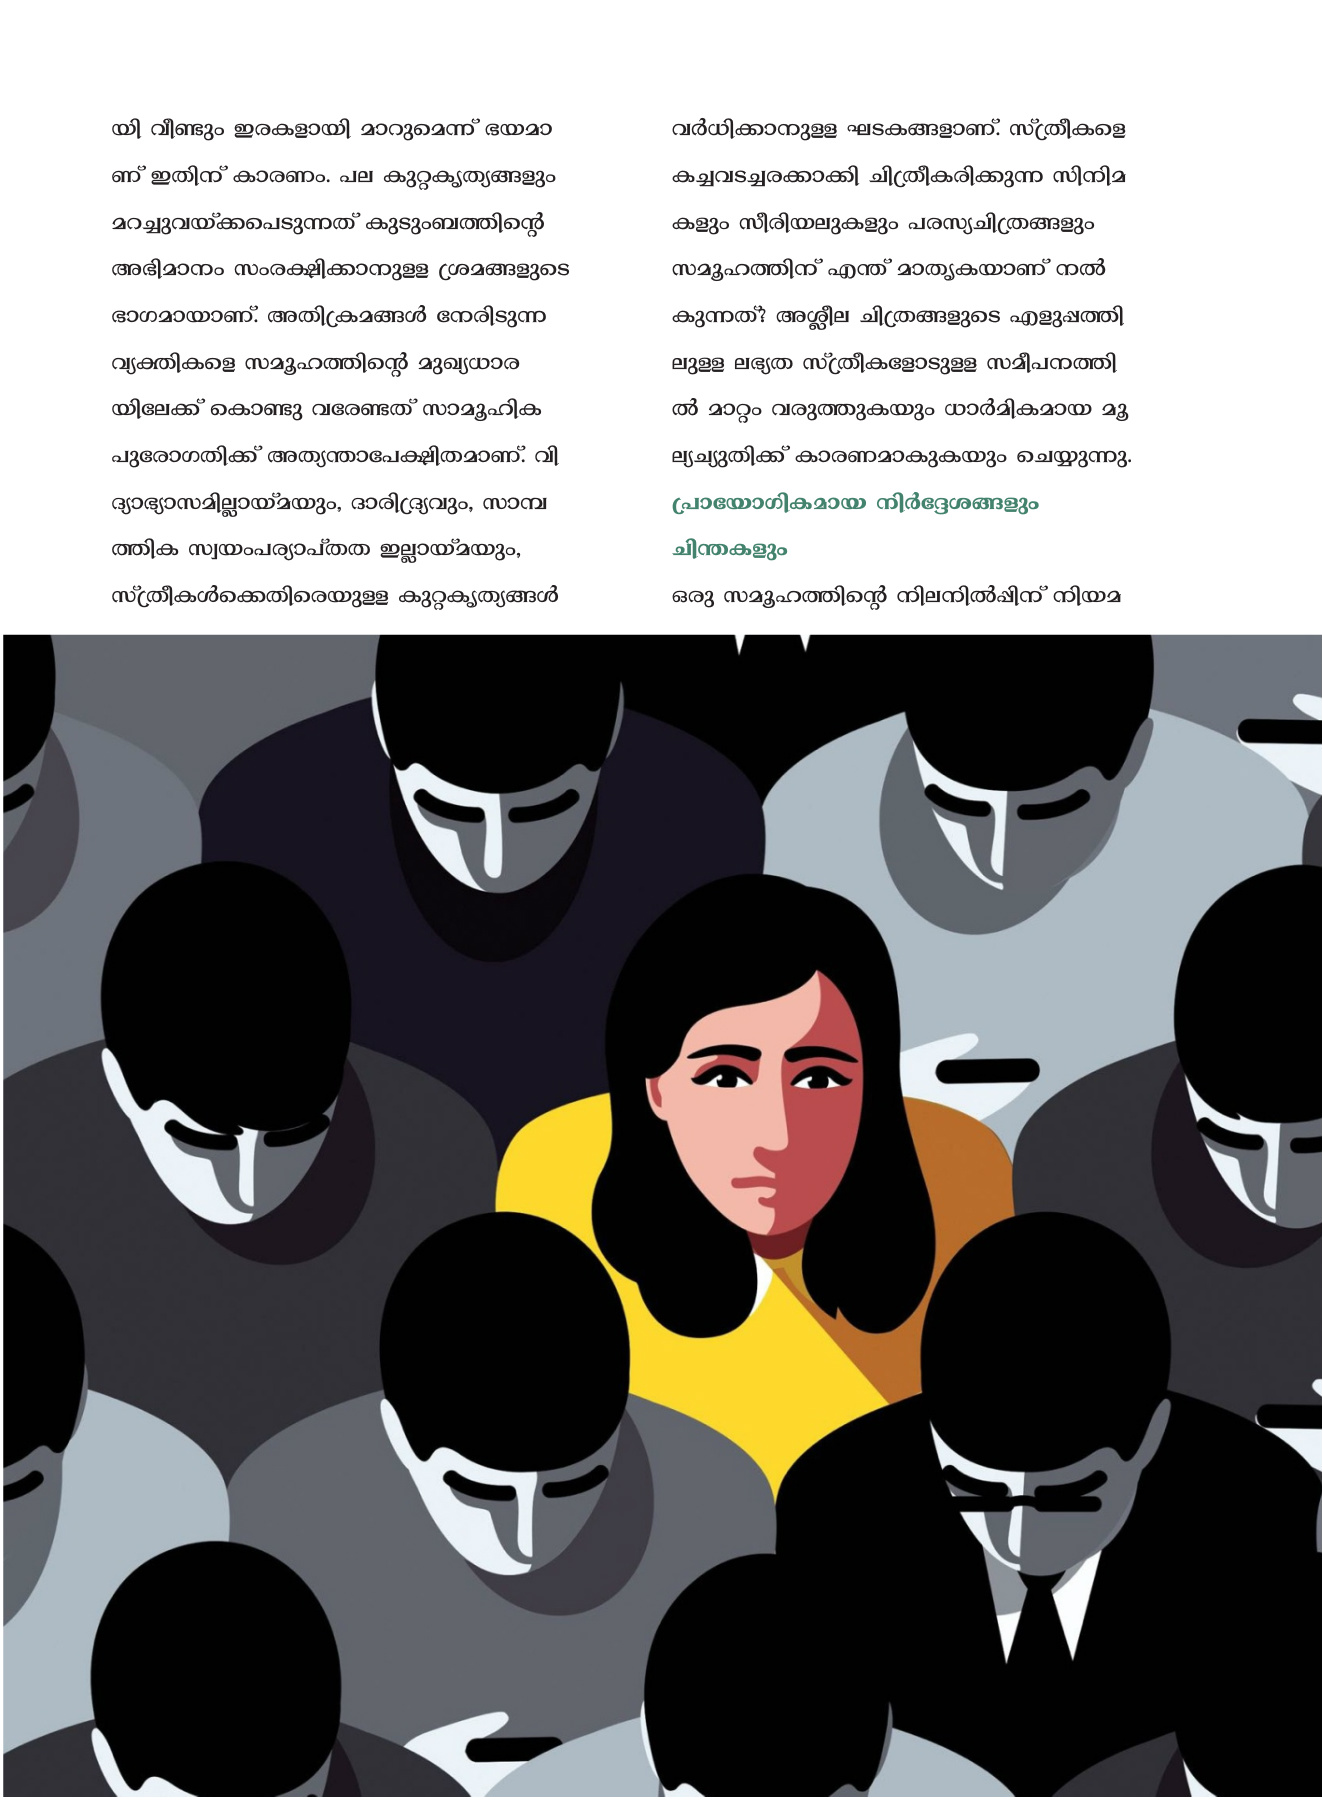 യി വീണ്ടും ഇരകളായി മാറുമെന്ന് ഭയമാ
ണ് ഇതിന് കാരണം. പല കുറ്റകൃത്യങ്ങളും
മറച്ചുവയ്ക്കപെടുന്നത് കുടുംബത്തിന്റെ
അഭിമാനം സംരക്ഷിക്കാനുള്ള ശ്രമങ്ങളുടെ
ഭാഗമായാണ്. അതിക്രമങ്ങൾ നേരിടുന്ന
വ്യക്തികളെ സമൂഹത്തിന്റെ മുഖ്യധാര
യിലേക്ക് കൊണ്ടു വരേണ്ടത് സാമൂഹിക
പുരോഗതിക്ക് അത്യന്താപേക്ഷിതമാണ്. വി
ദ്യാഭ്യാസമില്ലായ്മയും, ദാരിദ്ര്യവും, സാമ്പ
ത്തിക സ്വയംപര്യാപ്തത ഇല്ലായ്മയും,
സ്ത്രീകൾക്കെതിരെയുള്ള കുറ്റകൃത്യങ്ങൾ
വർധിക്കാനുള്ള ഘടകങ്ങളാണ്. സ്ത്രീകളെ
കച്ചവടച്ചരക്കാക്കി ചിത്രീകരിക്കുന്ന സിനിമ
കളും സീരിയലുകളും പരസ്യചിത്രങ്ങളും
സമൂഹത്തിന് എന്ത് മാതൃകയാണ് നൽ
കുന്നത്? അശ്ലീല ചിത്രങ്ങളുടെ എളുപ്പത്തി
ലുള്ള ലഭ്യത സ്ത്രീകളോടുള്ള സമീപനത്തി
ൽ മാറ്റം വരുത്തുകയും ധാർമികമായ മൂ
ല്യച്യുതിക്ക് കാരണമാകുകയും ചെയ്യുന്നു.
പ്രായോഗികമായ നിർദ്ദേശങ്ങളും
ചിന്തകളും
ഒരു സമൂഹത്തിന്റെ നിലനിൽപ്പിന് നിയമ